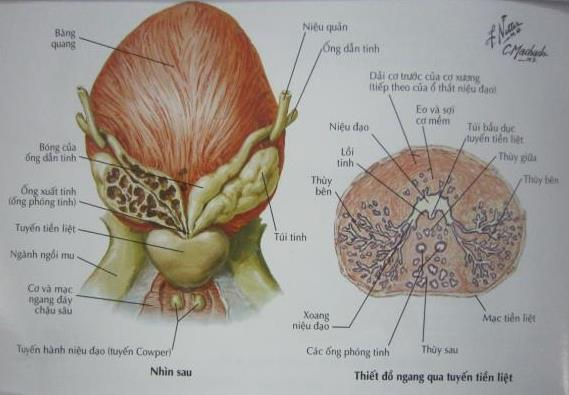 Bàng
quang
Niệu quản
Ống dẫn tinh
Bóng của
ống dẫn tinh
Ống xuất tinh
(ống phóng tinh)
Tuyến tiền liệt
Ngành ngồi mu
Cơ và mạc
ngang đáy
chậu sâu
Tuyến hành niệu đạo (tuyến Cowper)
Túi tinh
Nhìn sau
F. Netter
M.D.
C. Machado
M.D.
Dải cơ trước của cơ xương
(tiếp theo của ổ thắt niệu đạo)
Eo và sợi
cơ mềm
Niệu đạo
Túi bầu dục
tuyến tiền liệt
Lồi
tinh
Thùy giữa
Thùy
bên
Thùy bên
Xoang
niệu đạo
Mạc tiền liệt
Các ống phóng tinh
Thùy sau
Thiết đồ ngang qua tuyến tiền liệt